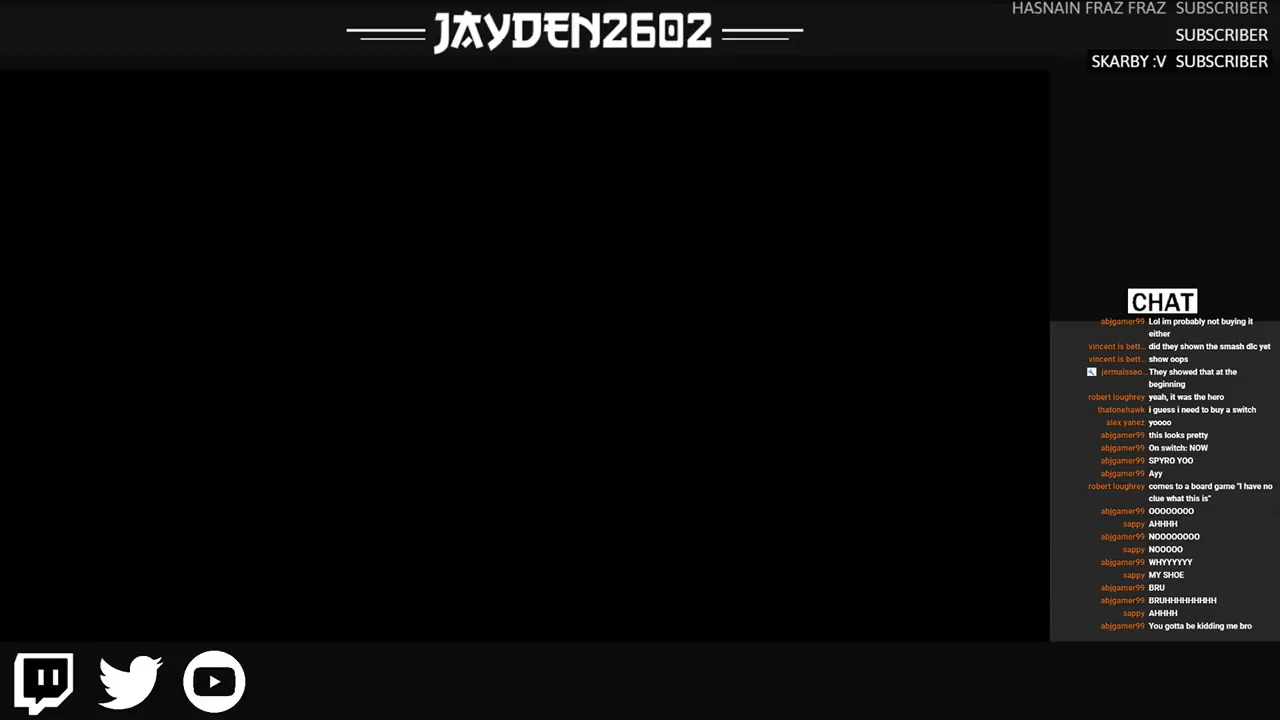 JAYDEN2602
HASNAIN FRAZ FRAZ SUBSCRIBER
SUBSCRIBER
SKARBY :V SUBSCRIBER
CHAT
abjgamer99 Lol im probably not buying it
either
vincent is bett... did they shown the smash dlc yet
vincent is bett... show oops
jermaisseo... They showed that at the
beginning
robert loughrey yeah, it was the hero
thatonehawk i guess i need to buy a switch
alex yanez yoooo
abjgamer99 this looks pretty
abjgamer99 On switch: NOW
abjgamer99 SPYRO YOO
abjgamer99 Ayy
robert loughrey comes to a board game "I have no
clue what this is"
abjgamer99 OOOOOOOO
sappy AHHHH
abjgamer99 NOOOOOOOO
sappy NOOOOO
abjgamer99 WHYYYYYY
sappy MY SHOE
abjgamer99 BRU
abjgamer99 BRUHHHHHHHHH
sappy AHHHH
abjgamer99 You gotta be kidding me bro